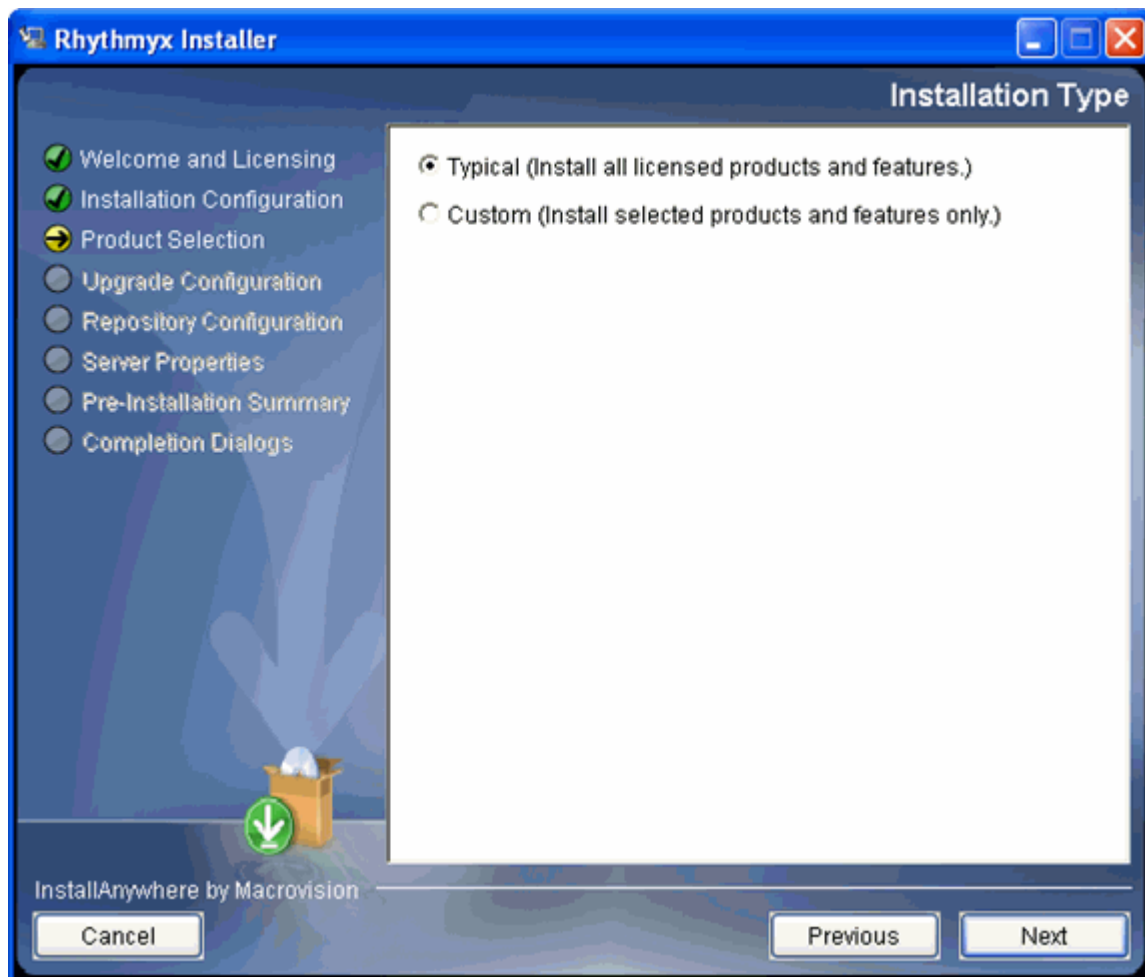 Rhythmyx Installer
Installation Type
Welcome and Licensing
Installation Configuration
Product Selection
Upgrade Configuration
Repository Configuration
Server Properties
Pre-Installation Summary
Completion Dialogs
Typical (Install all licensed products and features.)
Custom (Install selected products and features only.)
InstallAnywhere by Macrovision
Cancel
Previous
Next